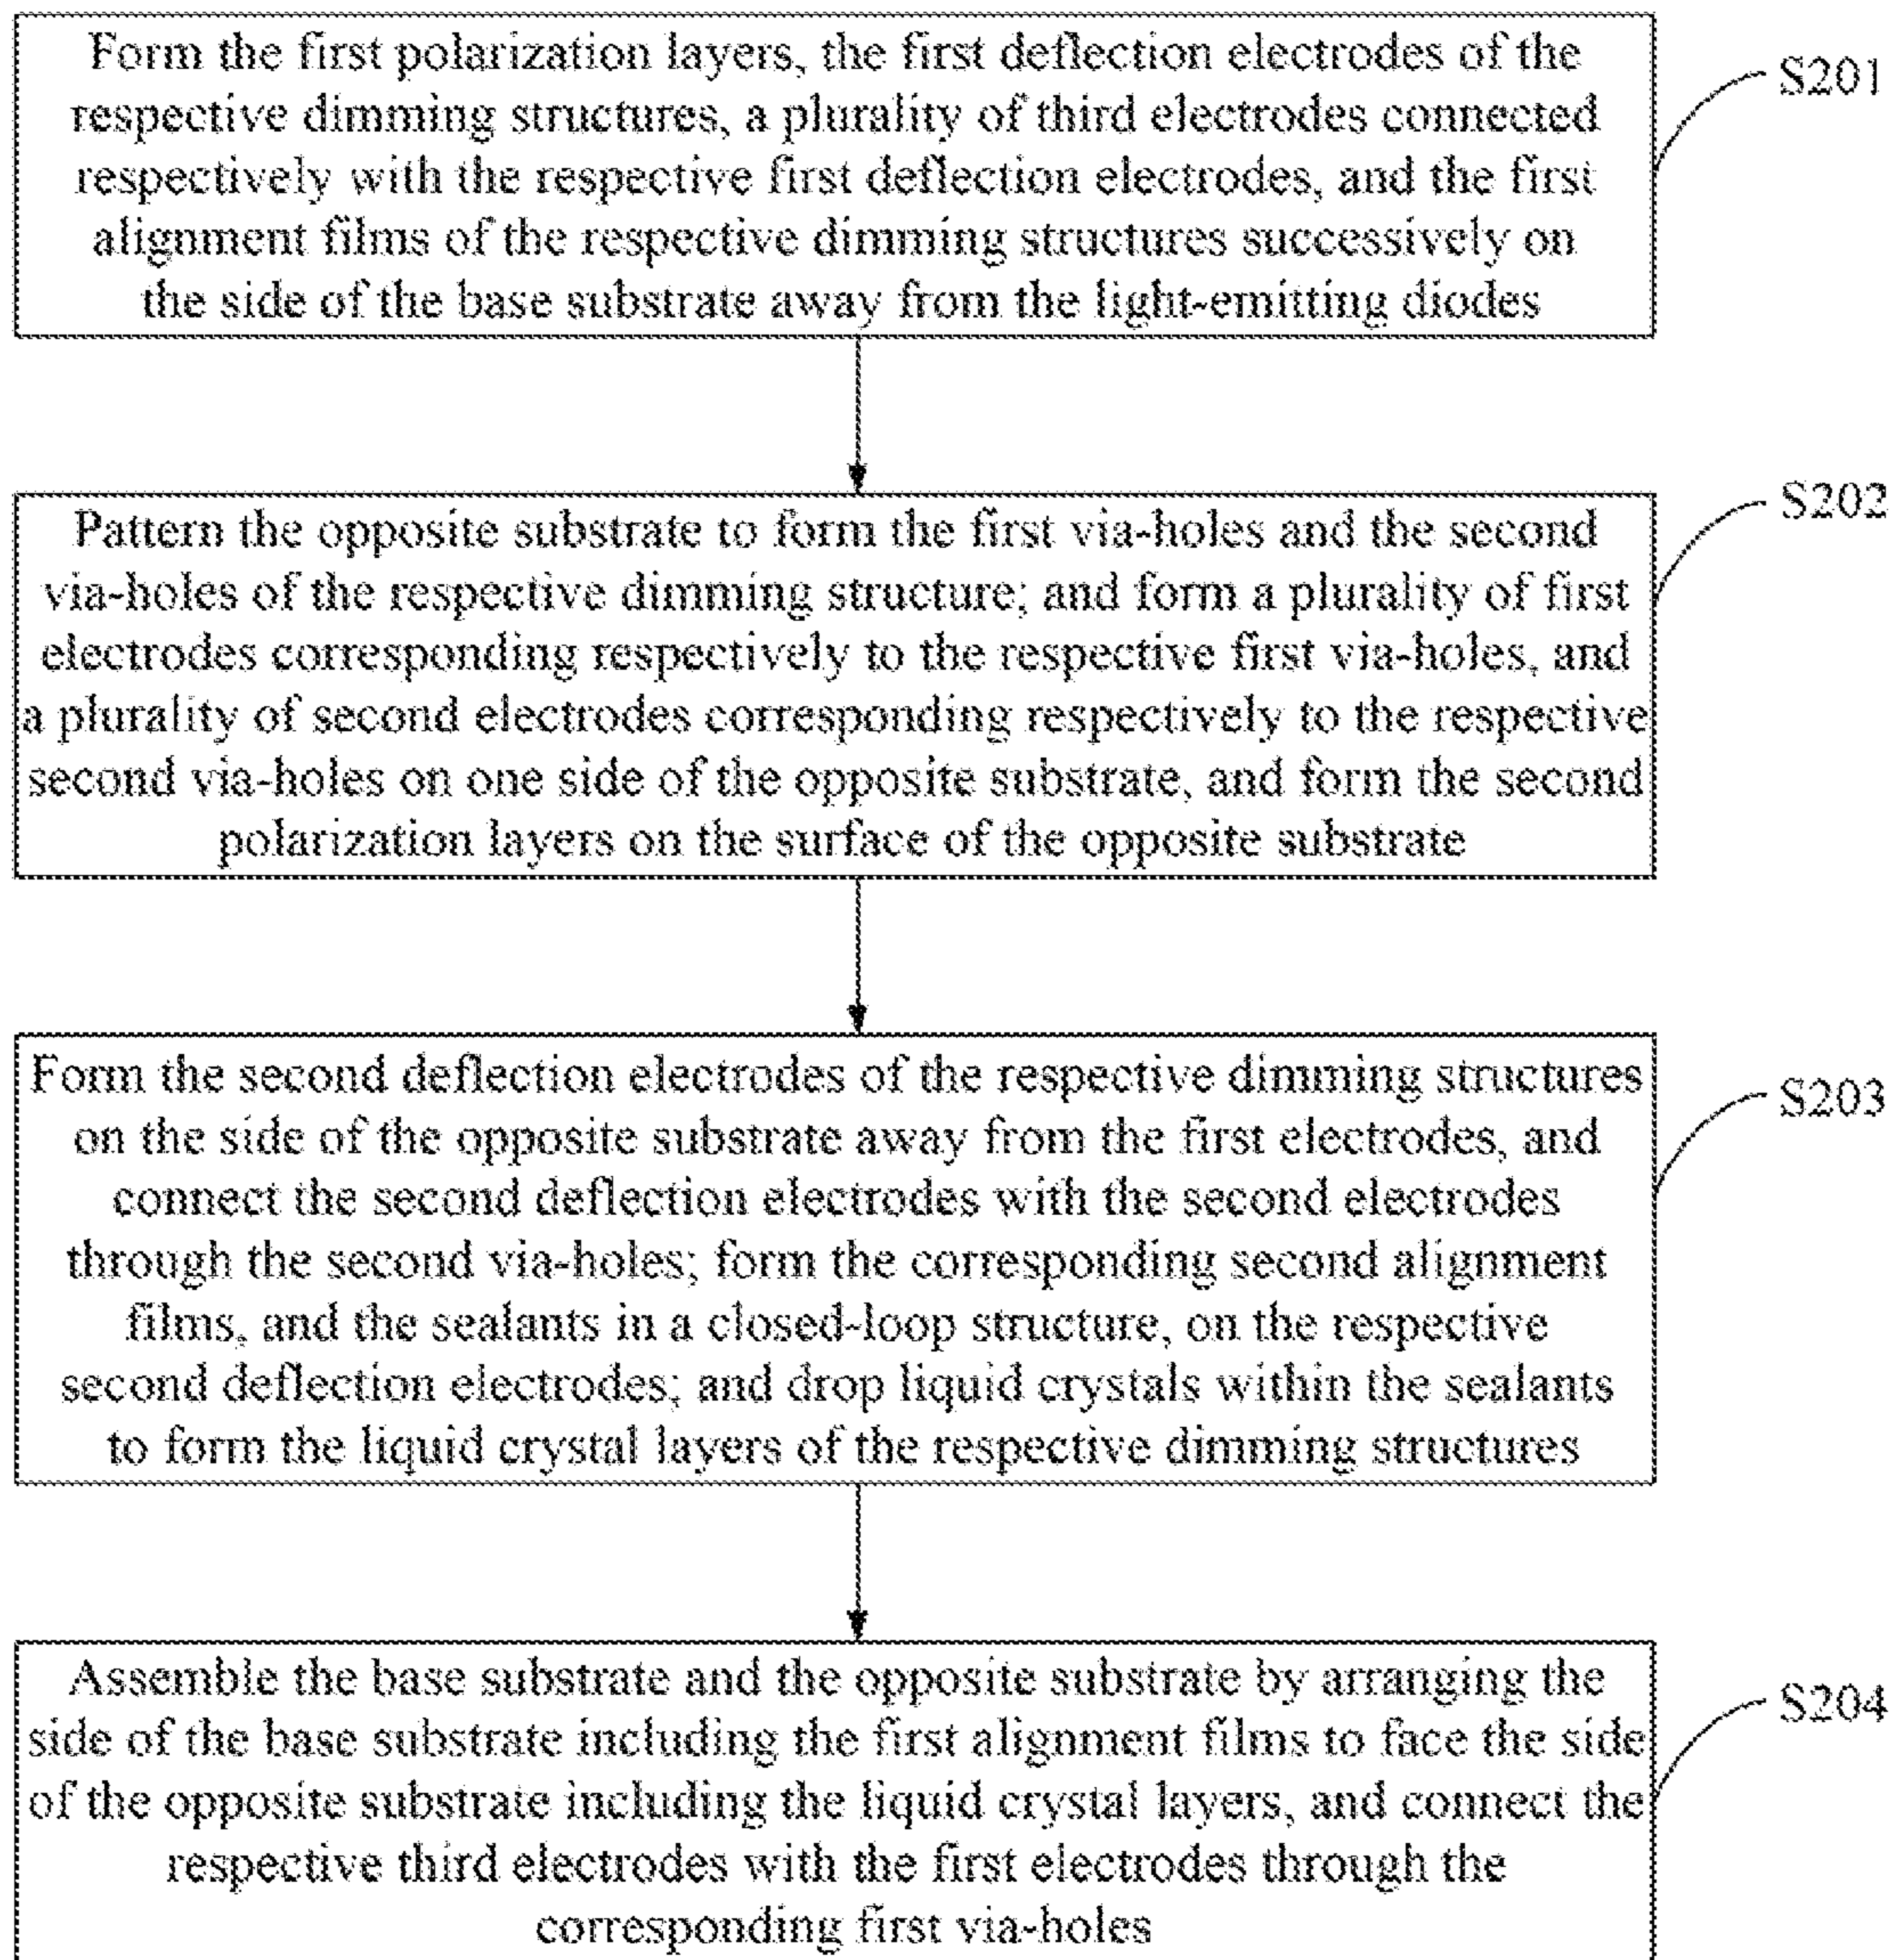 Form the first polarization layers, the first deflection electrodes of the
respective dimming structures, a plurality of third electrodes connected
respectively with the respective first deflection electrodes, and the first
alignment films of the respective dimming structures successively on
the side of the base substrate away from the light-emitting diodes
S201
Pattern the opposite substrate to form the first via-holes and the second
via-holes of the respective dimming structure; and form a plurality of first
electrodes corresponding respectively to the respective first via-holes, and
a plurality of second electrodes corresponding respectively to the respective
second via-holes on one side of the opposite substrate, and form the second
polarization layers on the surface of the opposite substrate
S202
Form the second deflection electrodes of the respective dimming structures
on the side of the opposite substrate away from the first electrodes, and
connect the second deflection electrodes with the second electrodes
through the second via-holes; form the corresponding second alignment
films, and the sealants in a closed-loop structure, on the respective
second deflection electrodes; and drop liquid crystals within the sealants
to form the liquid crystal layers of the respective dimming structures
S203
Assemble the base substrate and the opposite substrate by arranging the
side of the base substrate including the first alignment films to face the side
of the opposite substrate including the liquid crystal layers, and connect the
respective third electrodes with the first electrodes through the
corresponding first via-holes
S204